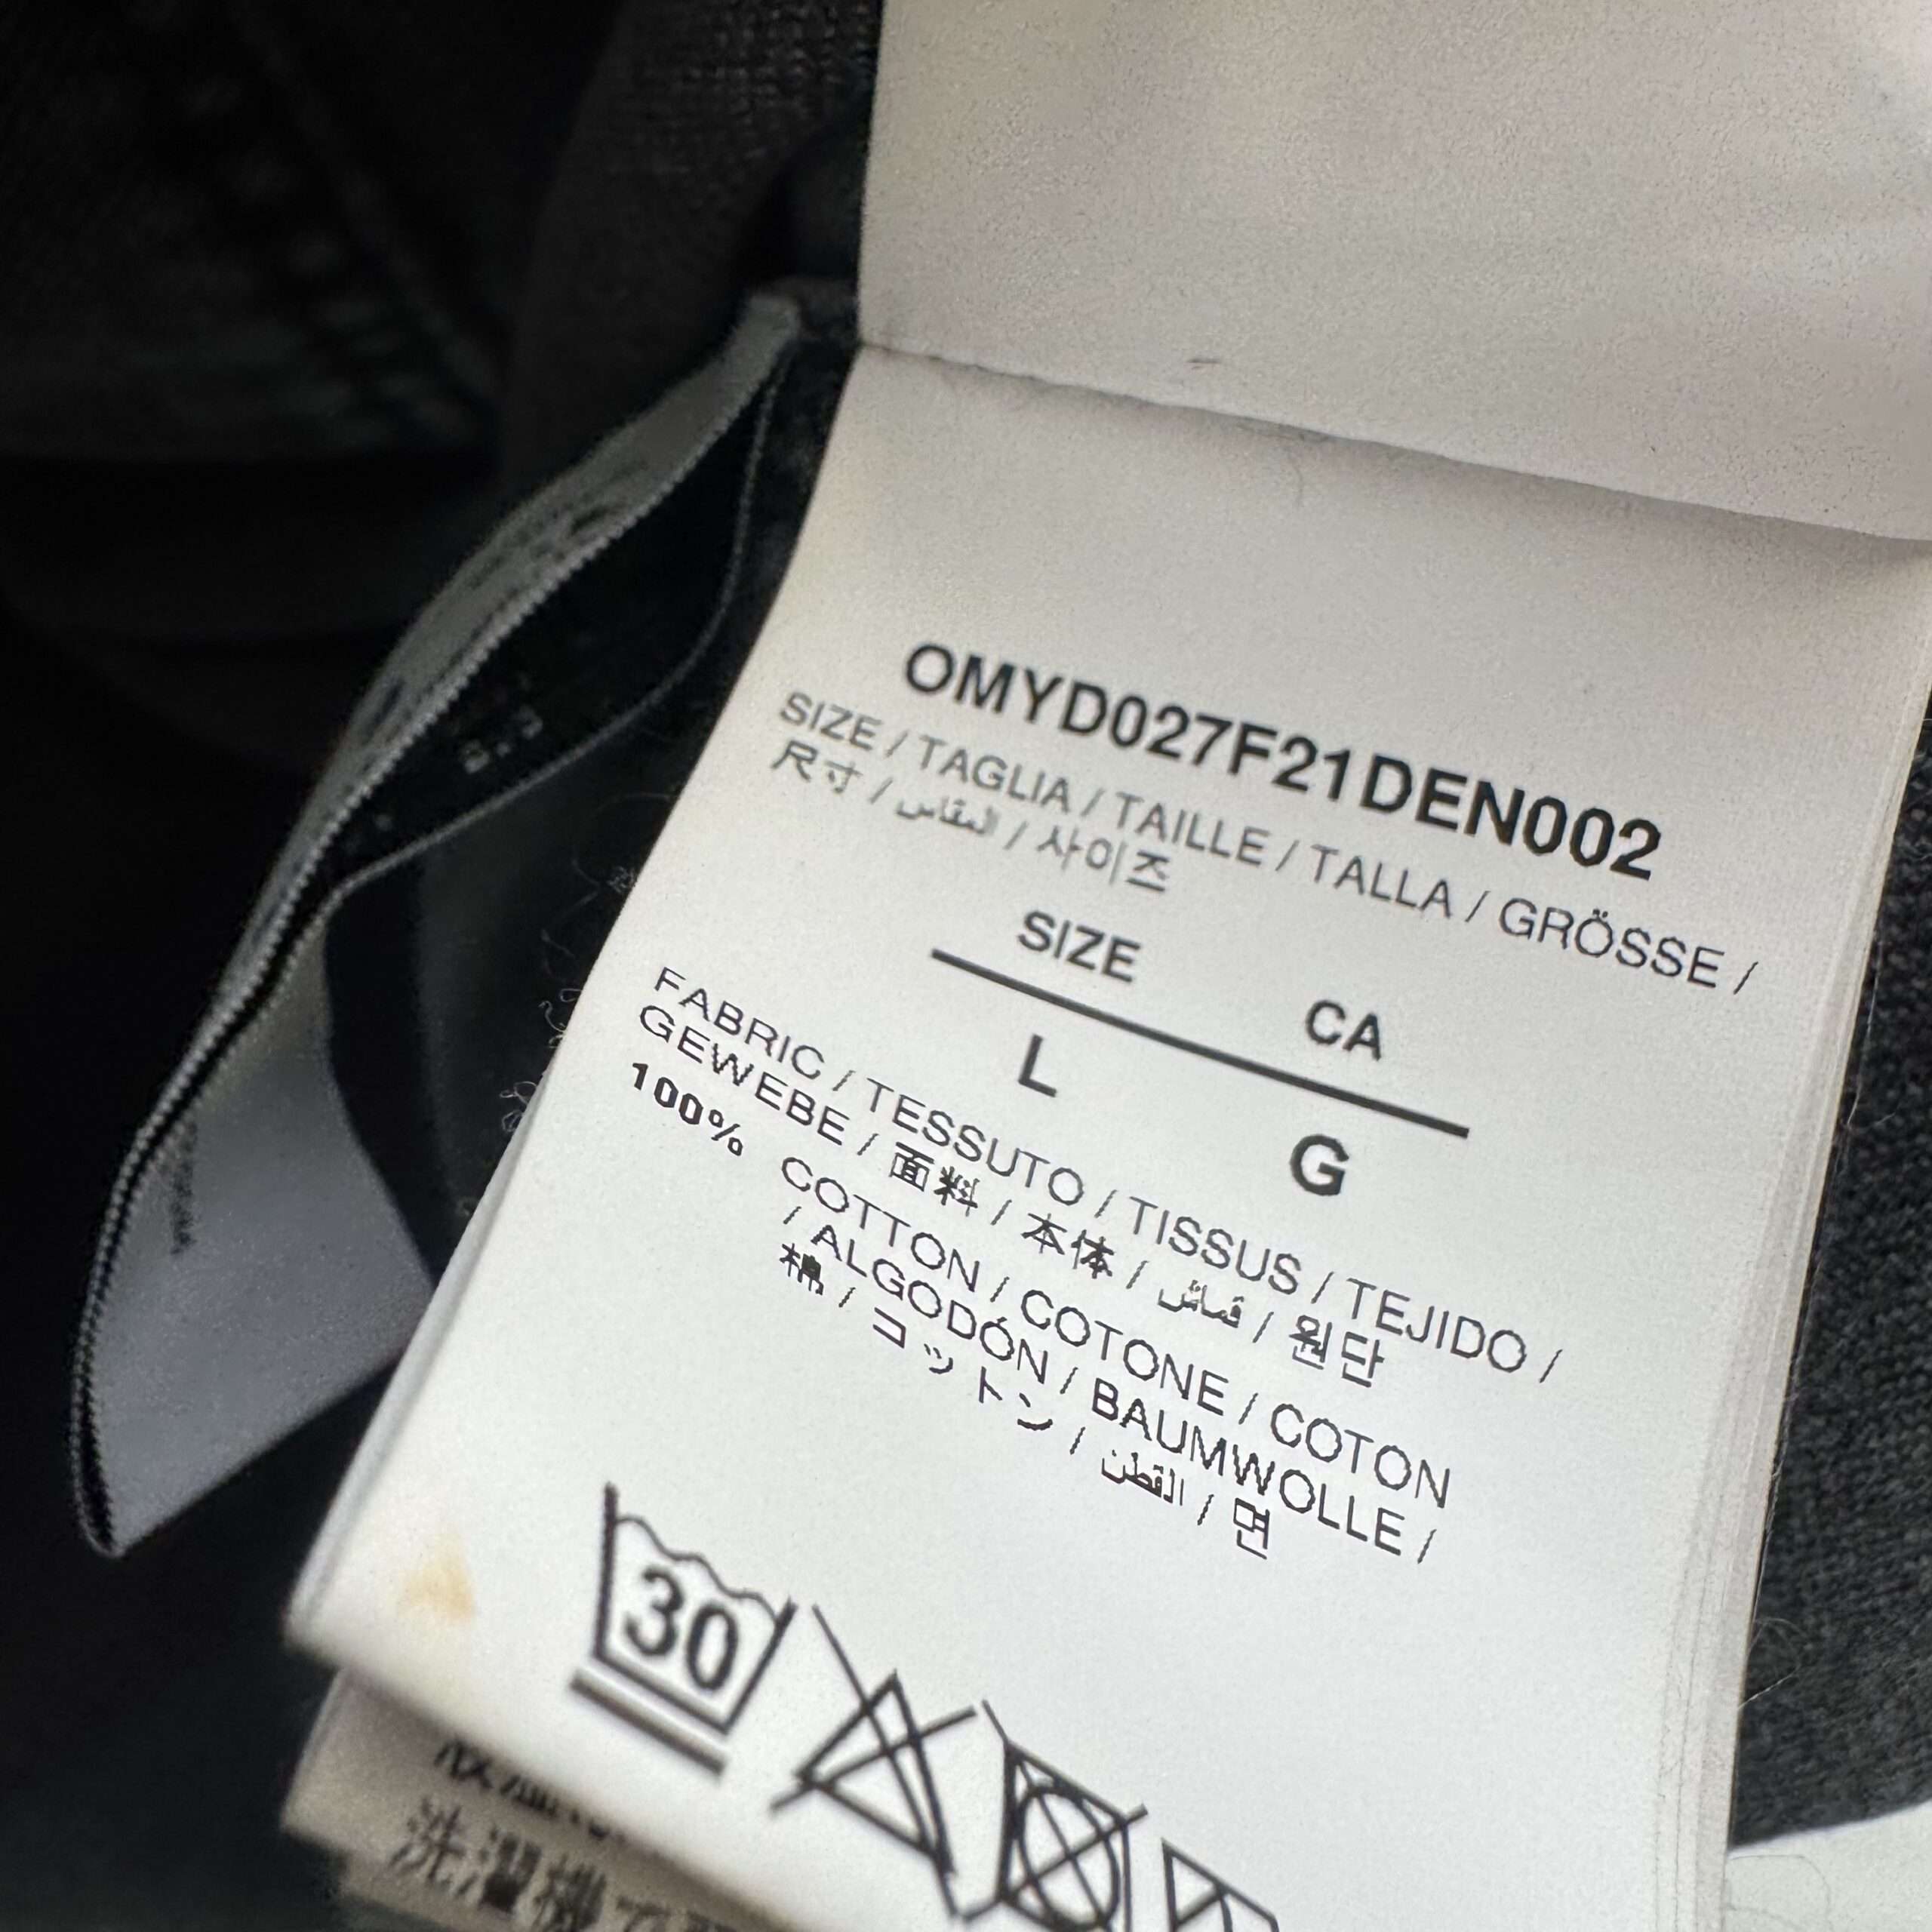 OMYD027F21DEN002
SIZE / TAGLIA / TAILLE / TALLA / GRÖSSE /
尺寸 / المقاس / 사이즈
SIZE CA
L G
FABRIC / TESSUTO / TISSUS / TEJIDO /
GEWEBE / 面料 / 本体 / قماش / 원단
100% COTTON / COTONE / COTON
/ ALGODÓN / BAUMWOLLE /
棉 / コットン / القطن / 면
30
洗濯機で